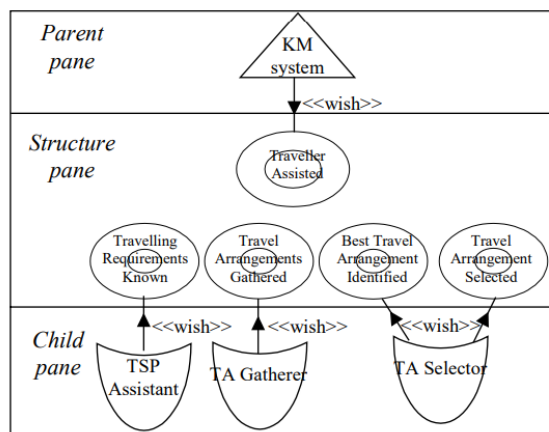 Parent
pane
KM
system
<<wish>>
Structure
pane
Traveller
Assisted
Travelling
Requirements
Known
Travel
Arrangements
Gathered
Best Travel
Arrangement
Identified
Travel
Arrangement
Selected
Child
pane
<<wish>>
<<wish>>
<<wish>>
TSP
Assistant
TA Gatherer
TA Selector